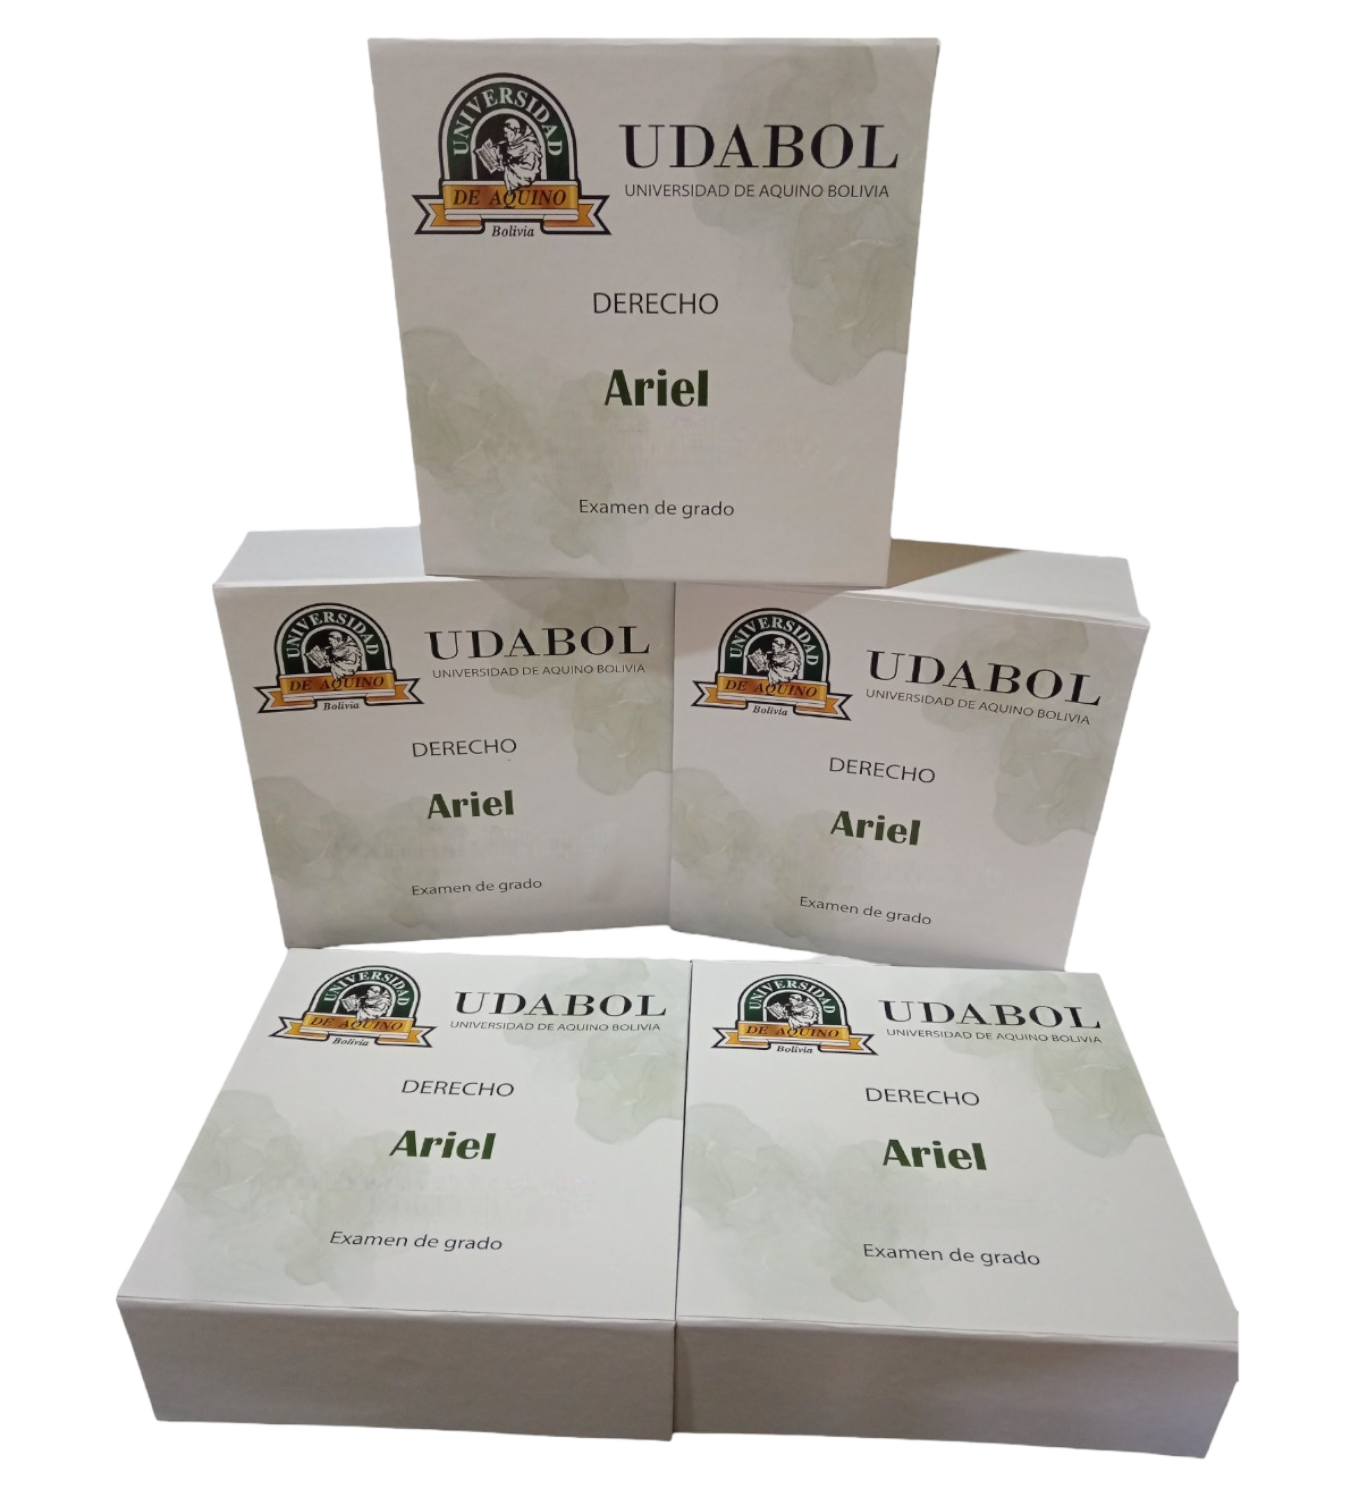 UNIVERSIDAD
DE AQUINO
Bolivia
UDABOL
UNIVERSIDAD DE AQUINO BOLIVIA
DERECHO
Ariel
Examen de grado
UNIVERSIDAD
DE AQUINO
Bolivia
UDABOL
UNIVERSIDAD DE AQUINO BOLIVIA
DERECHO
Ariel
Examen de grado
UNIVERSIDAD
DE AQUINO
Bolivia
UDABOL
UNIVERSIDAD DE AQUINO BOLIVIA
DERECHO
Ariel
Examen de grado
UNIVERSIDAD
DE AQUINO
Bolivia
UDABOL
UNIVERSIDAD DE AQUINO BOLIVIA
DERECHO
Ariel
Examen de grado
UNIVERSIDAD
DE AQUINO
Bolivia
UDABOL
UNIVERSIDAD DE AQUINO BOLIVIA
DERECHO
Ariel
Examen de grado